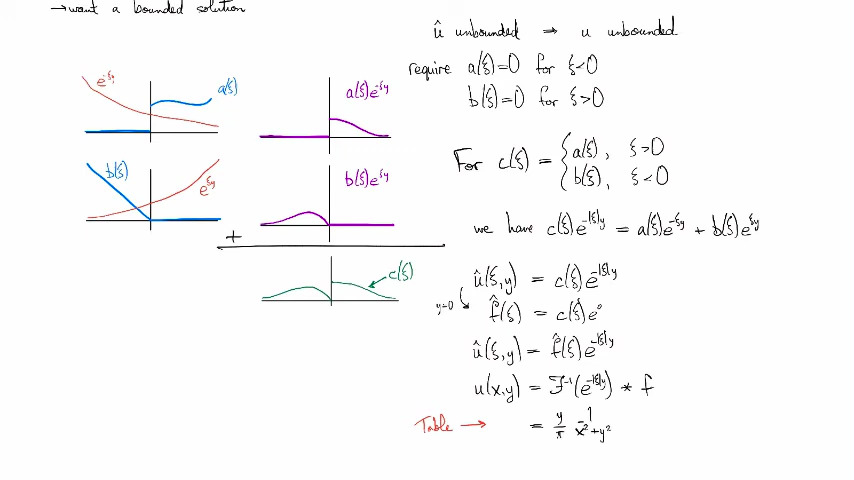 → want a bounded solution
e^{-ξy}
a(ξ)
b(ξ)
e^{ξy}
a(ξ)e^{-ξy}
b(ξ)e^{ξy}
+
c(ξ)
û unbounded ⇒ u unbounded
require a(ξ)=0 for ξ<0
b(ξ)=0 for ξ>0
For c(ξ) = { a(ξ), ξ>0
b(ξ), ξ<0
we have c(ξ)e^{-|ξ|y} = a(ξ)e^{-ξy} + b(ξ)e^{ξy}
û(ξ,y) = c(ξ)e^{-|ξ|y}
y=0 f̂(ξ) = c(ξ)e^0
û(ξ,y) = f̂(ξ)e^{-|ξ|y}
u(x,y) = F^{-1}(e^{-|ξ|y}) * f
Table → = y/π 1/(x²+y²)